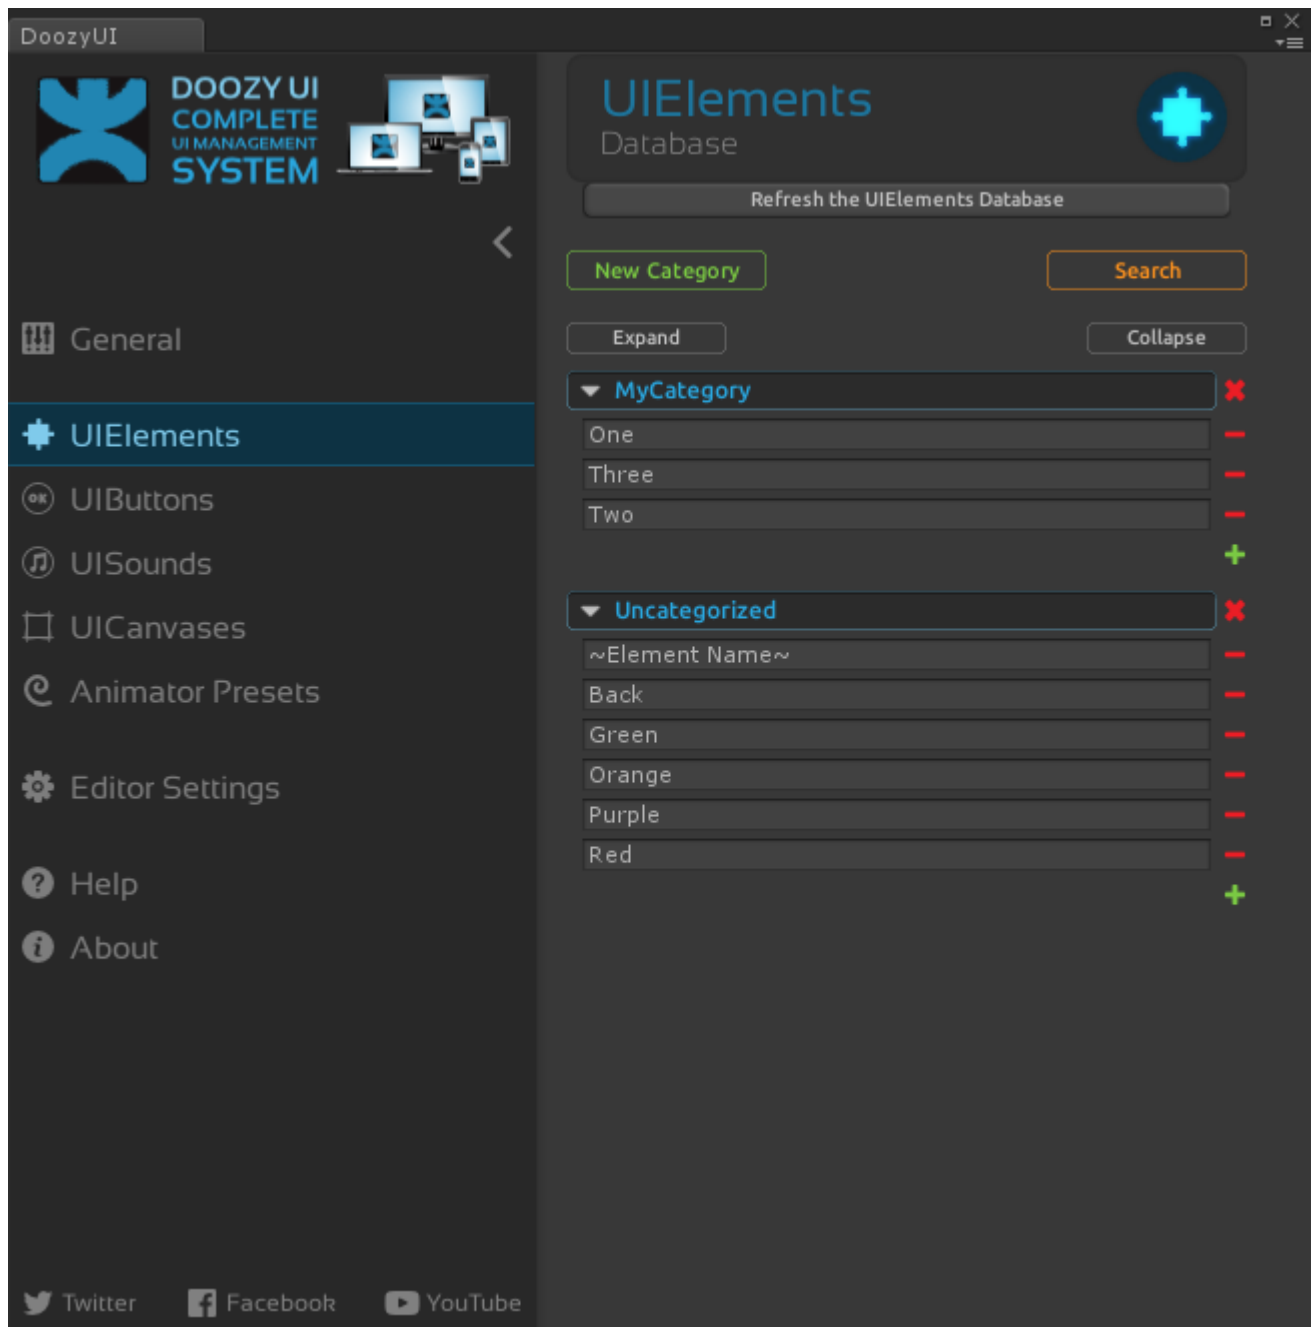 DoozyUI
DOOZY UI
COMPLETE
UI MANAGEMENT
SYSTEM
General
UIElements
OK
UIButtons
UISounds
UICanvases
Animator Presets
Editor Settings
Help
About
Twitter
Facebook
YouTube
UIElements
Database
Refresh the UIElements Database
New Category
Search
Expand
Collapse
MyCategory
One
Three
Two
Uncategorized
~Element Name~
Back
Green
Orange
Purple
Red